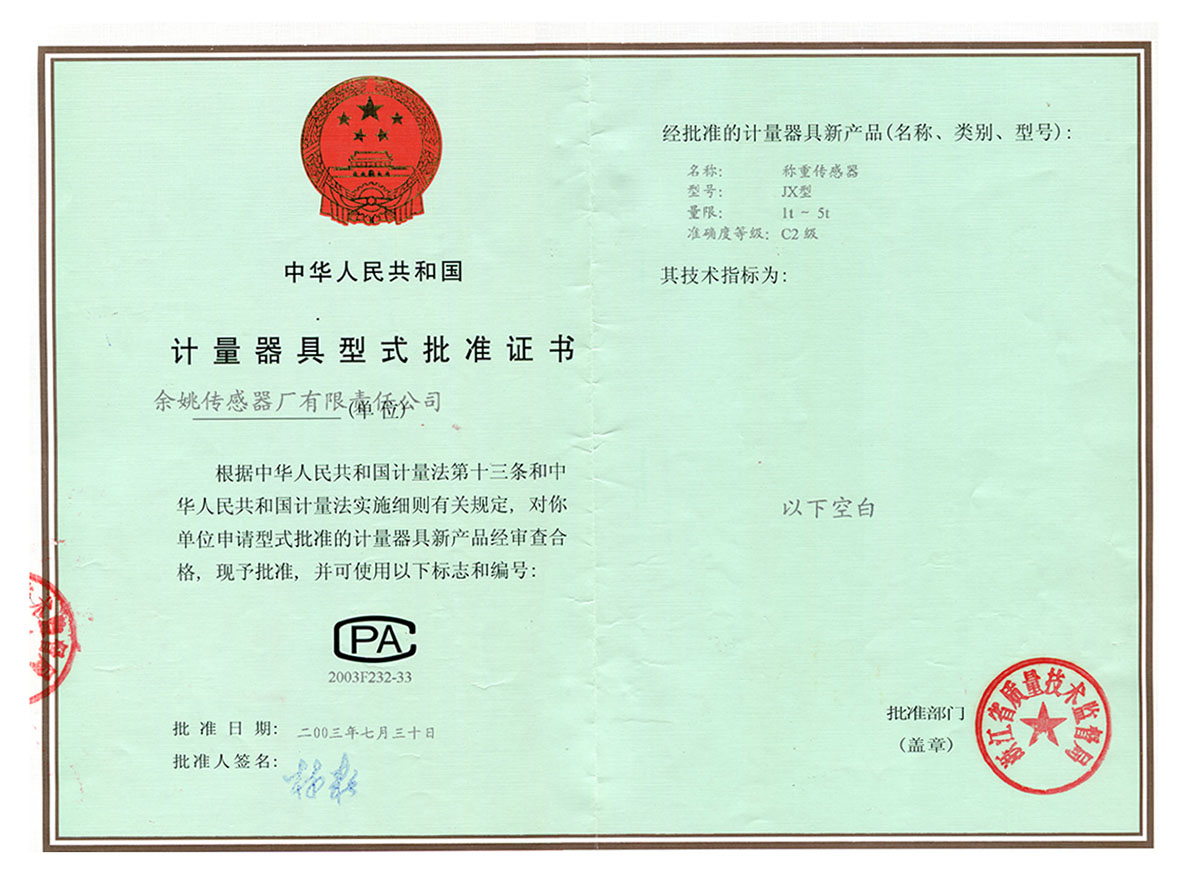 中华人民共和国
计量器具型式批准证书
余姚传感器厂有限责任公司
(单位)
根据中华人民共和国计量法第十三条和中
华人民共和国计量法实施细则有关规定，对你
单位申请型式批准的计量器具新产品经审查合
格，现予批准，并可使用以下标志和编号：
CPA
2003F232-33
批准日期：二00三年七月三十日
批准人签名：
经批准的计量器具新产品(名称、类别、型号)：
名称：称重传感器
型号：JX型
量限：1t ~ 5t
准确度等级：C2级
其技术指标为：
以下空白
批准部门
（盖章）
浙江省质量技术监督局